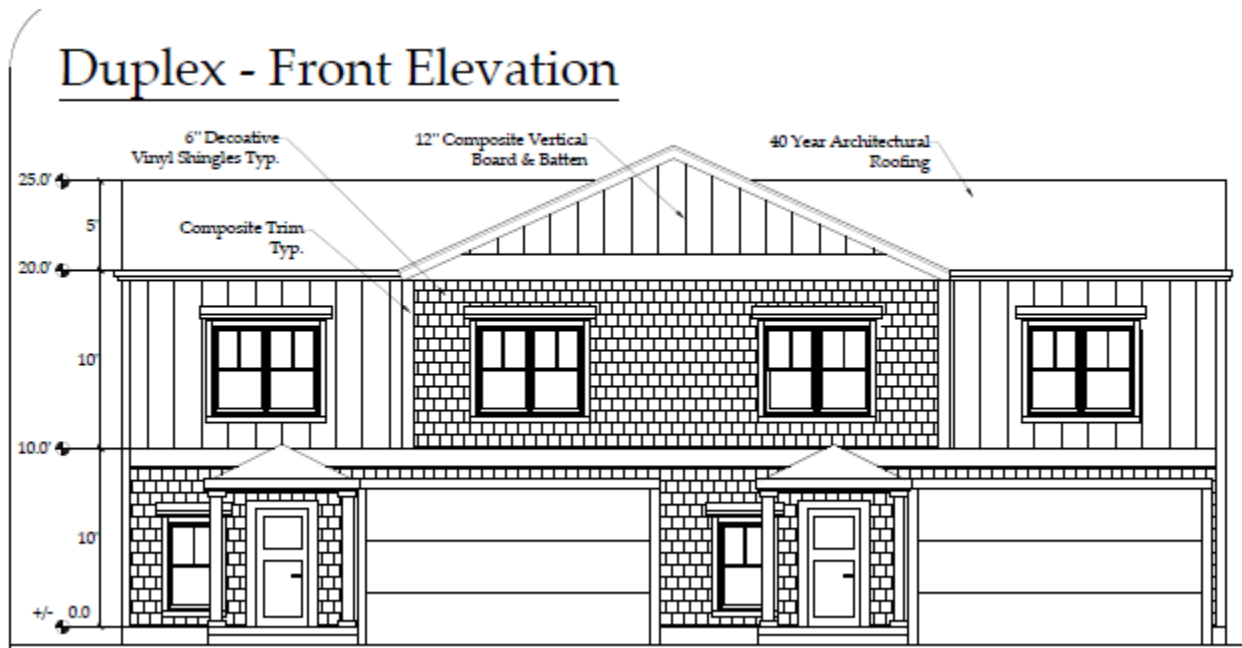 Duplex - Front Elevation
6" Decoative
Vinyl Shingles Typ.
12" Composite Vertical
Board & Batten
40 Year Architectural
Roofing
25.0'
5'
Composite Trim
Typ.
20.0'
10'
10.0'
10'
+/- 0.0